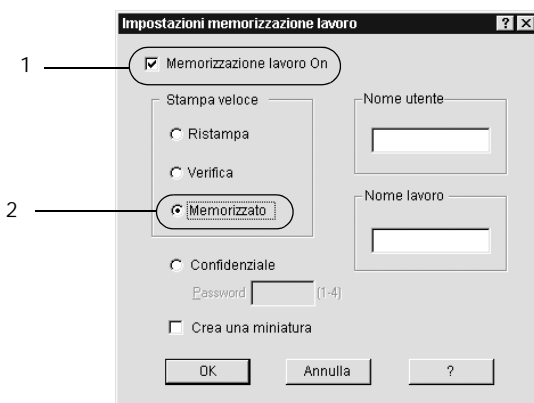 Impostazioni memorizzazione lavoro
1
Memorizzazione lavoro On
Stampa veloce
Ristampa
Verifica
2
Memorizzato
Confidenziale
Password
(1-4)
Crea una miniatura
Nome utente
Nome lavoro
OK
Annulla
?